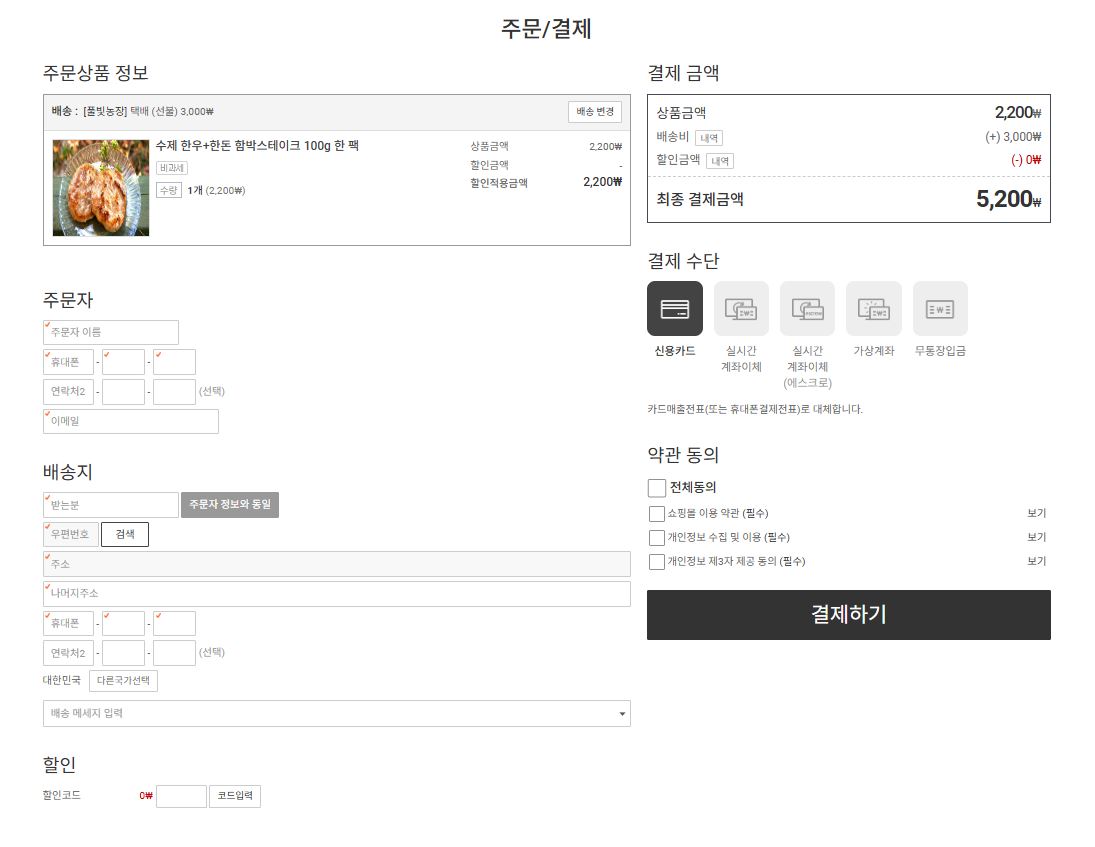 주문/결제
주문상품 정보
배송 : [풀빛농장] 택배 (선불) 3,000₩
배송 변경
수제 한우+한돈 함박스테이크 100g 한 팩
비과세
수량 1개 (2,200₩)
상품금액 2,200₩
할인금액 -
할인적용금액 2,200₩
주문자
주문자 이름
휴대폰 - -
연락처2 - - (선택)
이메일
배송지
받는분 주문자 정보와 동일
우편번호 검색
주소
나머지주소
휴대폰 - -
연락처2 - - (선택)
대한민국 다른국가선택
배송 메세지 입력
할인
할인코드 0₩ 코드입력
결제 금액
상품금액 2,200₩
배송비 내역 (+) 3,000₩
할인금액 내역 (-) 0₩
최종 결제금액 5,200₩
결제 수단
신용카드
실시간
계좌이체
실시간
계좌이체
(에스크로)
가상계좌
무통장입금
카드매출전표(또는 휴대폰결제전표)로 대체합니다.
약관 동의
전체동의
쇼핑몰 이용 약관 (필수) 보기
개인정보 수집 및 이용 (필수) 보기
개인정보 제3자 제공 동의 (필수) 보기
결제하기